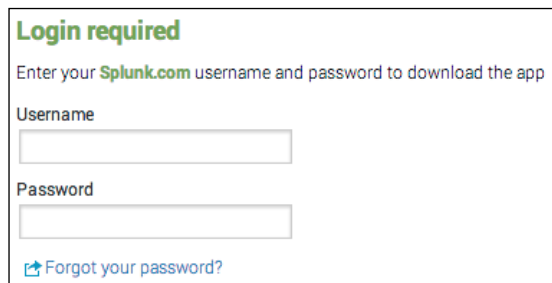 Login required
Enter your Splunk.com username and password to download the app
Username
Password
Forgot your password?